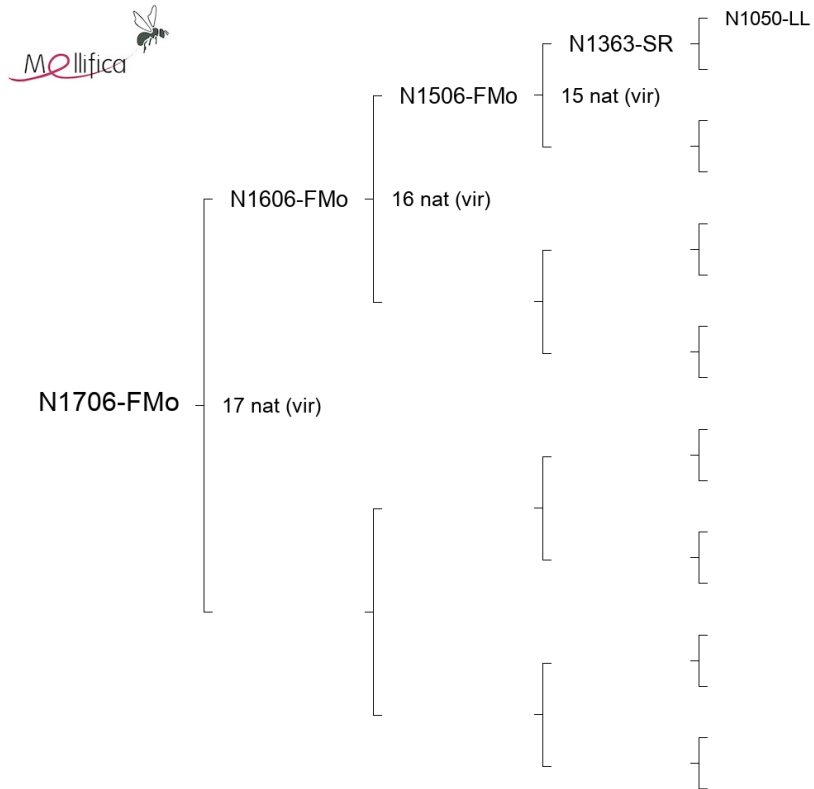 Mellifica
N1050-LL
N1363-SR
N1506-FMo
15 nat (vir)
N1606-FMo
16 nat (vir)
N1706-FMo
17 nat (vir)